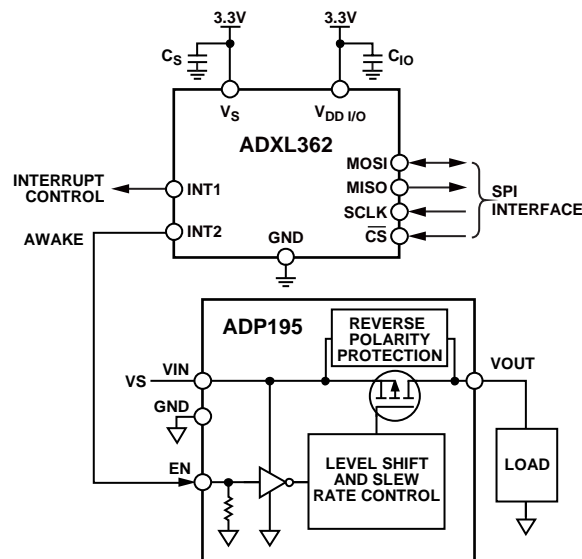 3.3V
3.3V
CS
CIO
VS
VDD I/O
ADXL362
MOSI
MISO
SCLK
CS
SPI
INTERFACE
INTERRUPT
CONTROL
INT1
AWAKE
INT2
GND
ADP195
REVERSE
POLARITY
PROTECTION
VIN
VS
VOUT
GND
EN
LEVEL SHIFT
AND SLEW
RATE CONTROL
LOAD